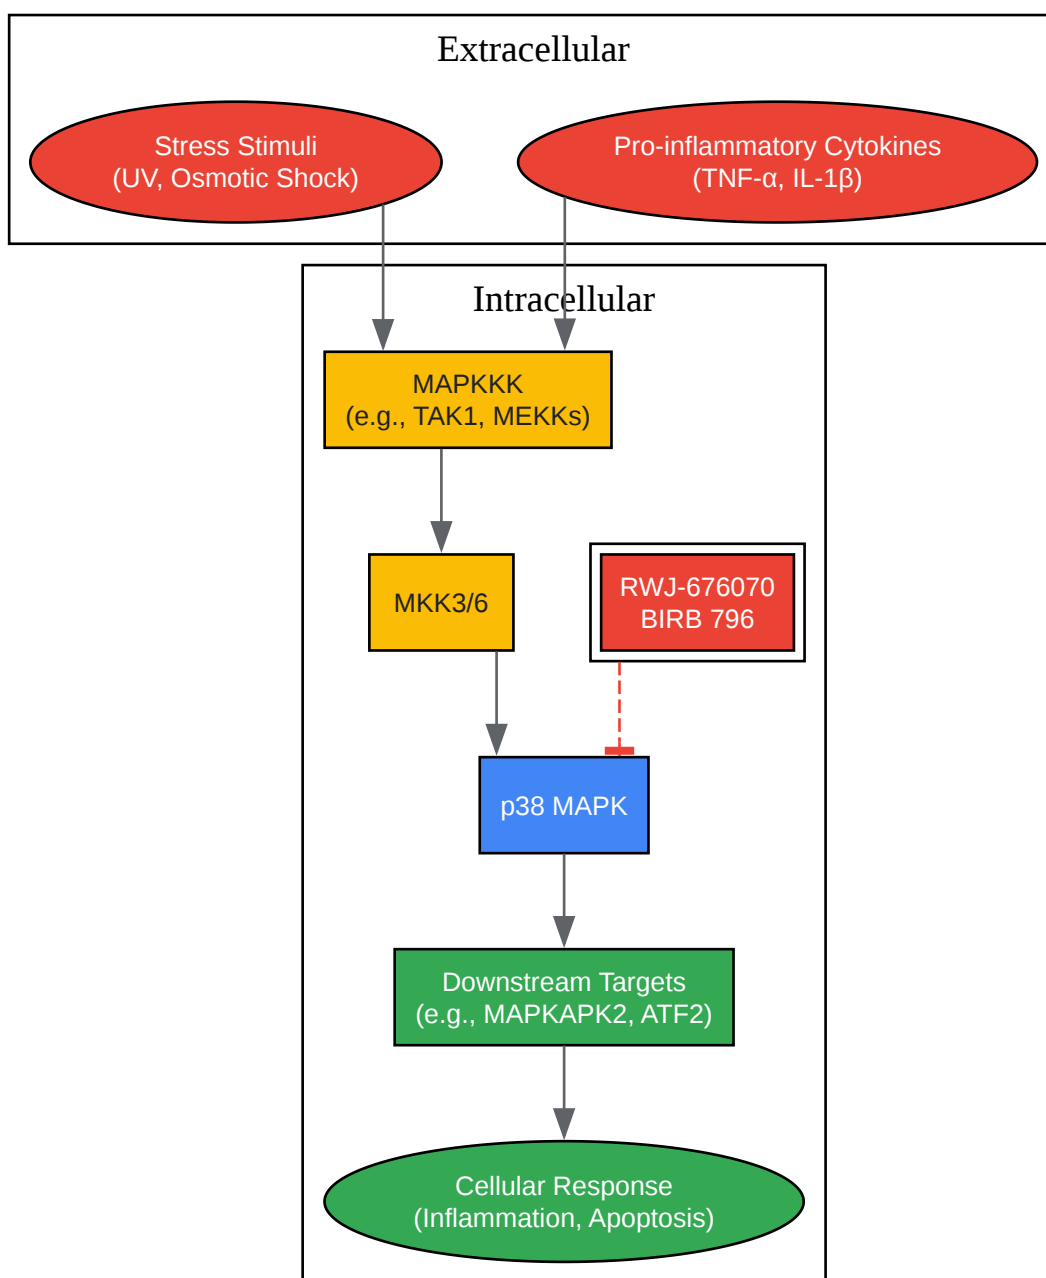 Extracellular
Stress Stimuli
(UV, Osmotic Shock)
Pro-inflammatory Cytokines
(TNF-α, IL-1β)
Intracellular
MAPKKK
(e.g., TAK1, MEKKs)
MKK3/6
RWJ-676070
BIRB 796
p38 MAPK
Downstream Targets
(e.g., MAPKAPK2, ATF2)
Cellular Response
(Inflammation, Apoptosis)